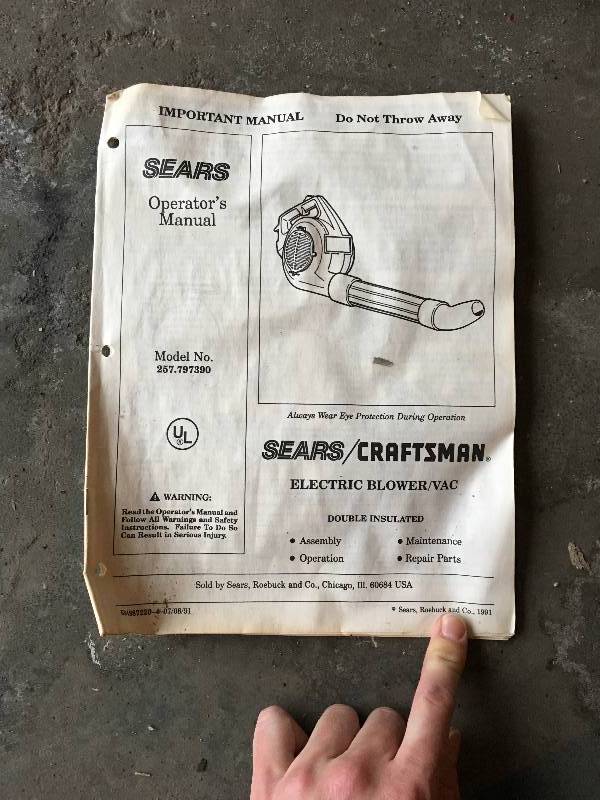 IMPORTANT MANUAL Do Not Throw Away
SEARS
Operator's
Manual
Model No.
257.797390
UL
WARNING:
Read the Operator's Manual and
Follow All Warnings and Safety
Instructions. Failure To Do So
Can Result in Serious Injury.
Always Wear Eye Protection During Operation
SEARS/CRAFTSMAN®
ELECTRIC BLOWER/VAC
DOUBLE INSULATED
• Assembly
• Operation
• Maintenance
• Repair Parts
Sold by Sears, Roebuck and Co., Chicago, Ill. 60684 USA
07/08/91
Sears, Roebuck and Co., 1991